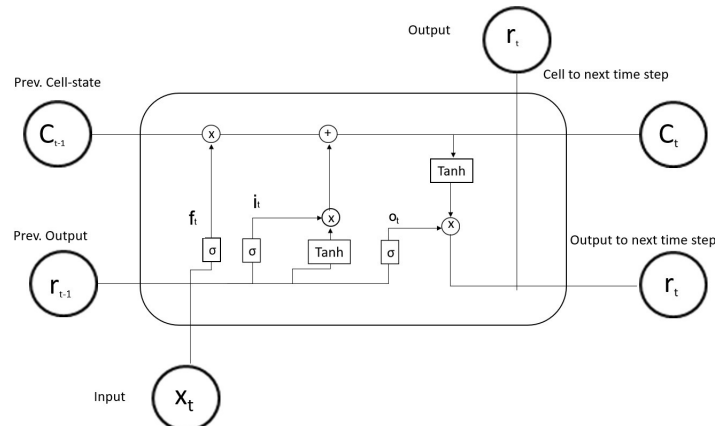 Output
r t
Cell to next time step
Prev. Cell-state
C t-1
x
+
C t
Tanh
f t
i t
o t
x
x
Prev. Output
σ
σ
Tanh
σ
Output to next time step
r t-1
r t
Input
x t